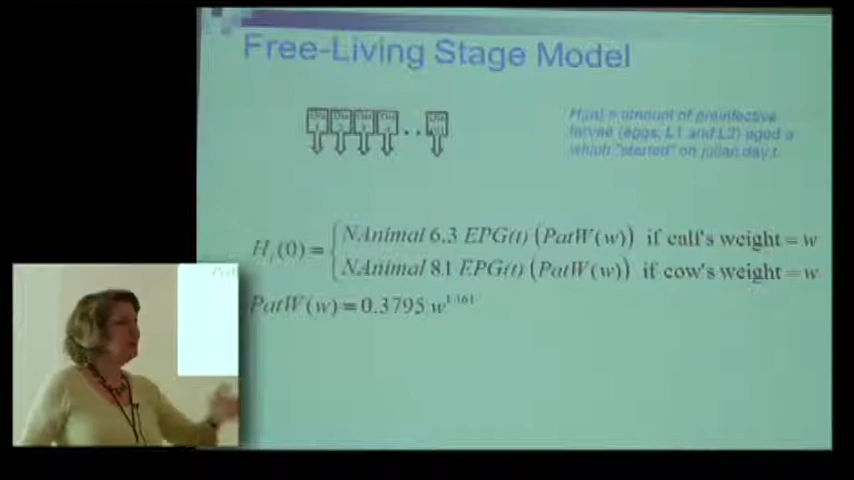 Free-Living Stage Model
amount of preinfective
larvae (eggs, L1 and L2) aged a
which "started" on julian day t.
NAnimal 6.3 EPG(t) (PatW(w)) if calf's weight = w
H_t(0) =
NAnimal 8.1 EPG(t) (PatW(w)) if cow's weight = w
PatW(w) = 0.3795 w